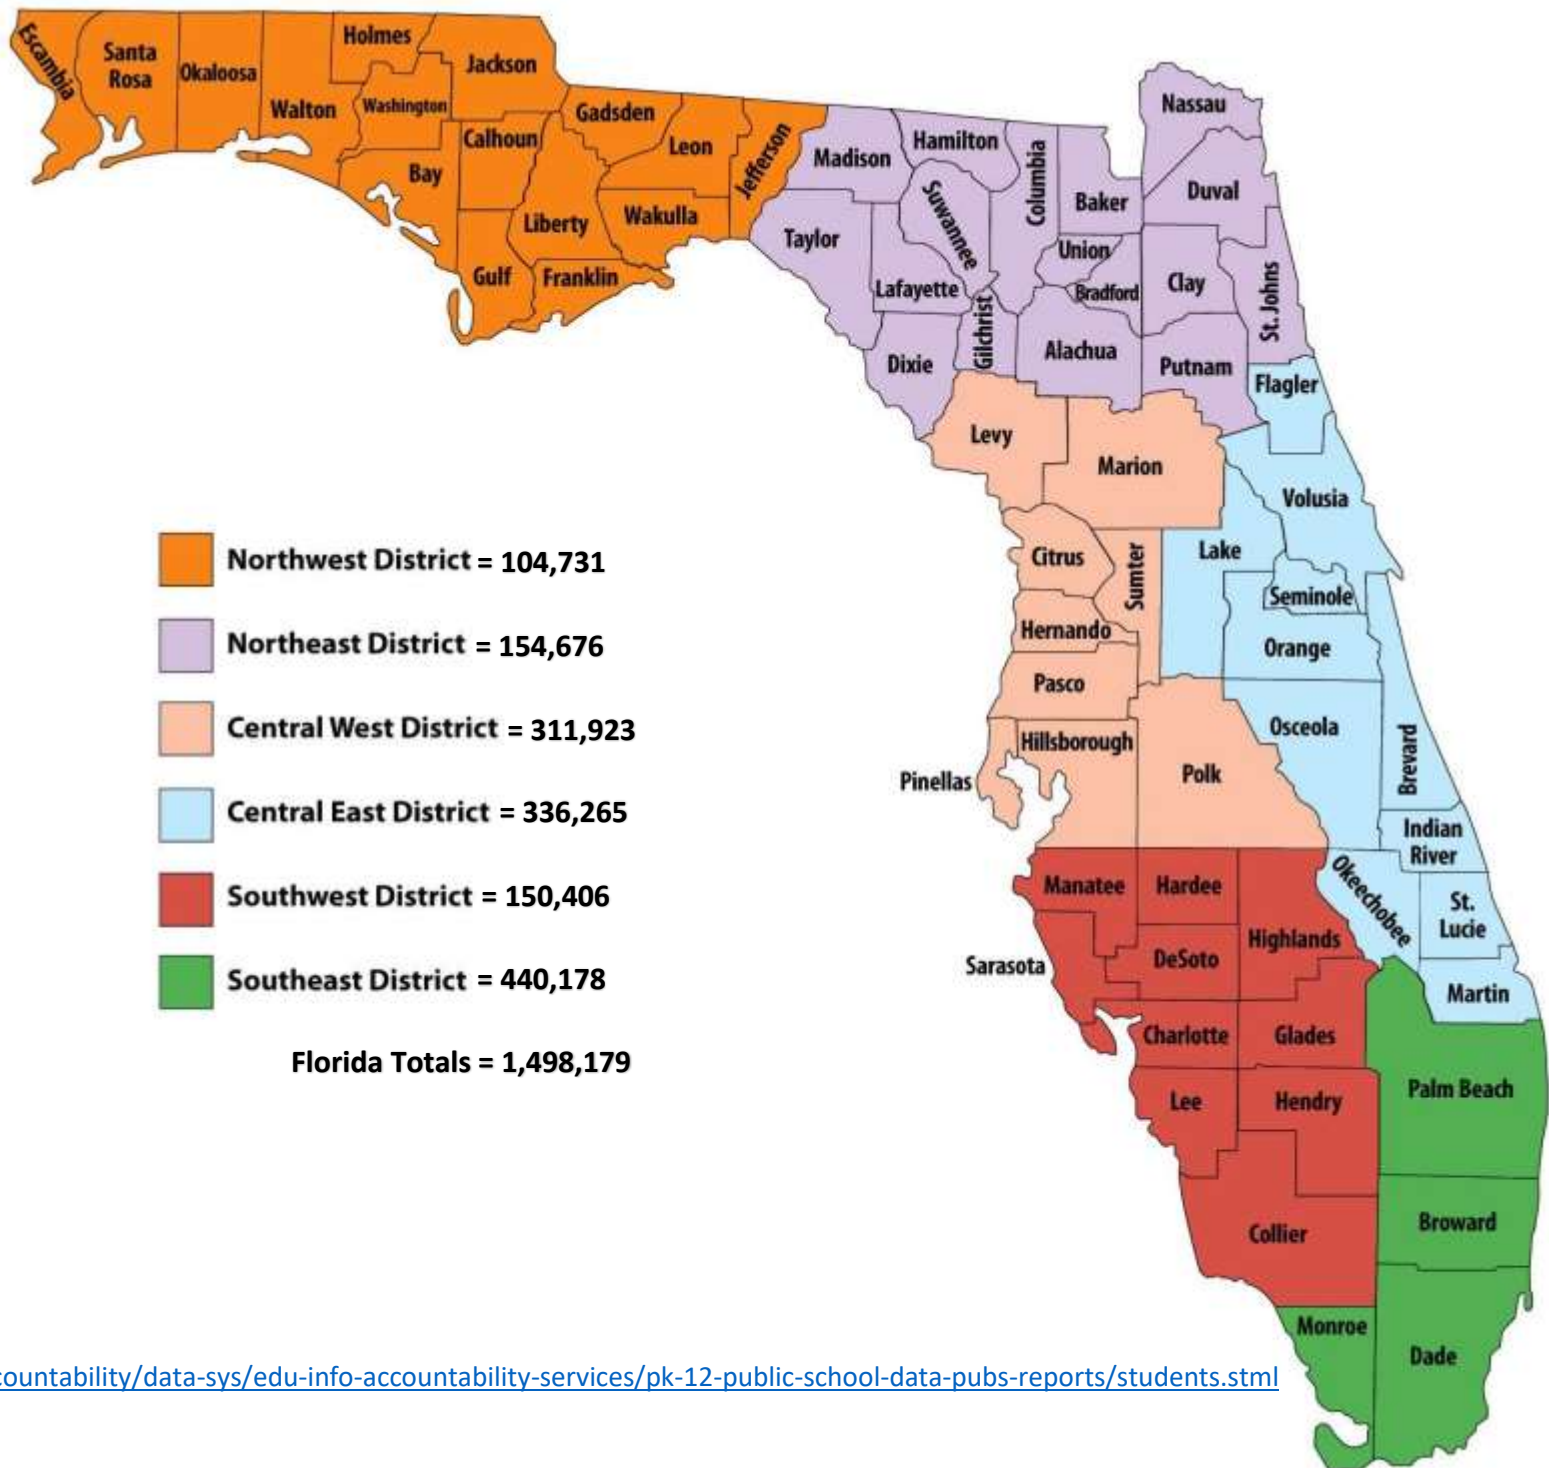 Escambia
Santa
Rosa
Okaloosa
Walton
Holmes
Washington
Jackson
Bay
Calhoun
Gulf
Liberty
Franklin
Gadsden
Leon
Wakulla
Jefferson
Madison
Taylor
Hamilton
Suwannee
Lafayette
Dixie
Gilchrist
Columbia
Baker
Union
Bradford
Alachua
Nassau
Duval
Clay
St. Johns
Putnam
Flagler
Levy
Marion
Volusia
Citrus
Sumter
Lake
Seminole
Hernando
Orange
Pasco
Osceola
Brevard
Hillsborough
Pinellas
Polk
Indian
River
Okeechobee
St.
Lucie
Martin
Manatee
Hardee
Highlands
Sarasota
DeSoto
Charlotte
Glades
Lee
Hendry
Collier
Palm Beach
Broward
Monroe
Dade
Northwest District = 104,731
Northeast District = 154,676
Central West District = 311,923
Central East District = 336,265
Southwest District = 150,406
Southeast District = 440,178
Florida Totals = 1,498,179
countability/data-sys/edu-info-accountability-services/pk-12-public-school-data-pubs-reports/students.stml